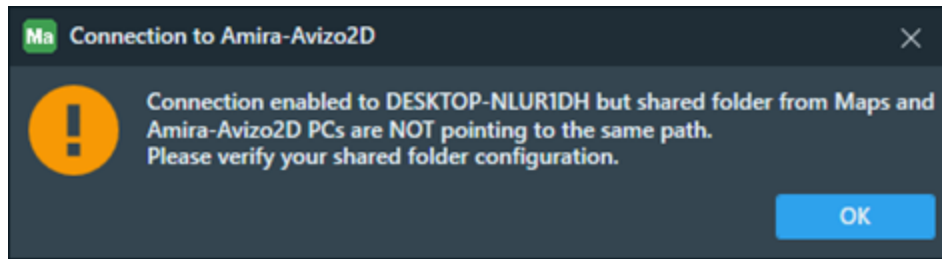 Ma Connection to Amira-Avizo2D
Connection enabled to DESKTOP-NLUR1DH but shared folder from Maps and
Amira-Avizo2D PCs are NOT pointing to the same path.
Please verify your shared folder configuration.
OK